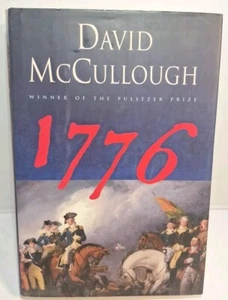 DAVID
McCULLOUGH
WINNER OF THE PULITZER PRIZE
1776